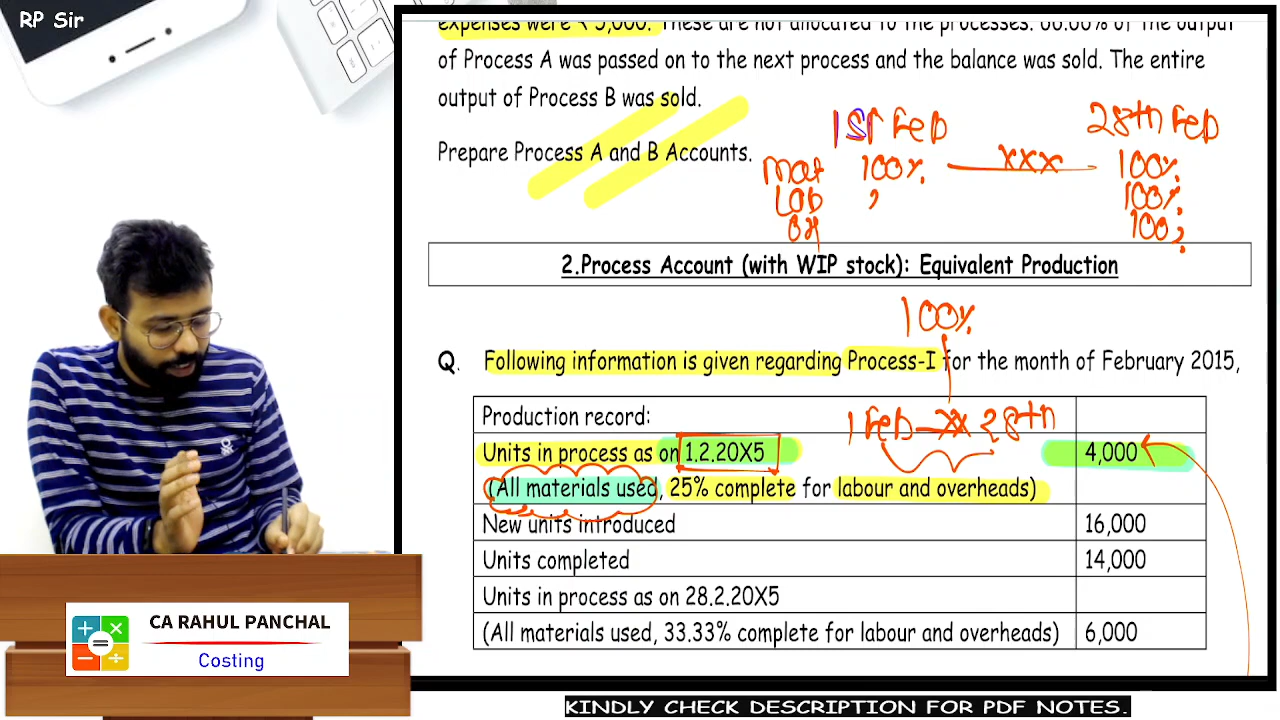 RP Sir
expenses were ₹ 5,000. These are not allocated to the processes. 66.66% of the output
of Process A was passed on to the next process and the balance was sold. The entire
output of Process B was sold.
Prepare Process A and B Accounts.
1st Feb 28th Feb
Mat 100% xxx 100%
Lab 100%
OH 100%
2.Process Account (with WIP stock): Equivalent Production
100%
Q. Following information is given regarding Process-I for the month of February 2015,
Production record:
1 Feb xx 28th
Units in process as on 1.2.20X5 4,000
(All materials used, 25% complete for labour and overheads)
New units introduced 16,000
Units completed 14,000
Units in process as on 28.2.20X5
(All materials used, 33.33% complete for labour and overheads) 6,000
CA RAHUL PANCHAL
Costing
KINDLY CHECK DESCRIPTION FOR PDF NOTES.